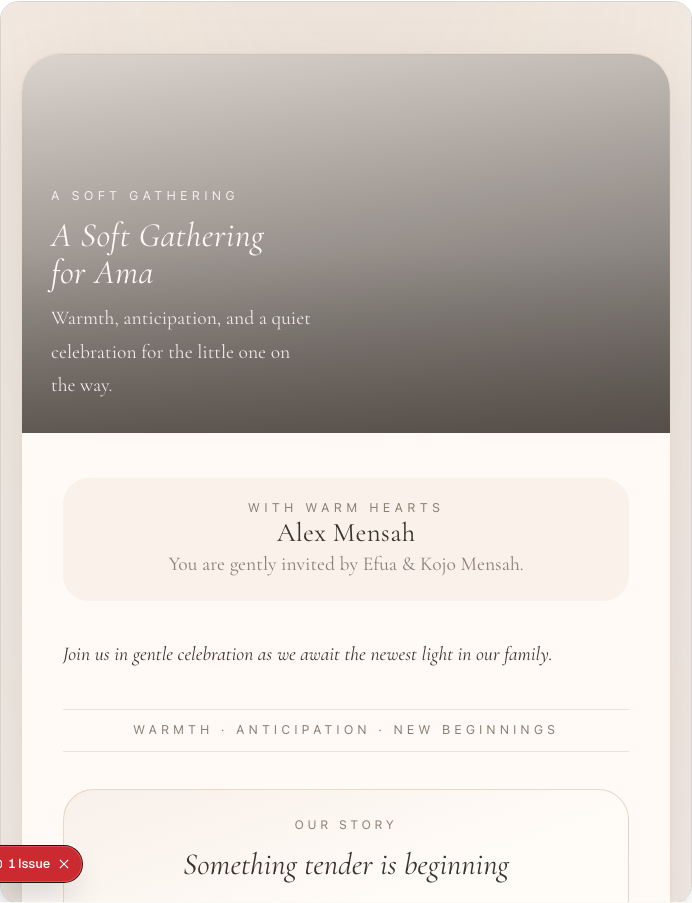 A SOFT GATHERING
A Soft Gathering
for Ama
Warmth, anticipation, and a quiet
celebration for the little one on
the way.
WITH WARM HEARTS
Alex Mensah
You are gently invited by Efua & Kojo Mensah.
Join us in gentle celebration as we await the newest light in our family.
WARMTH · ANTICIPATION · NEW BEGINNINGS
OUR STORY
Something tender is beginning
1 Issue